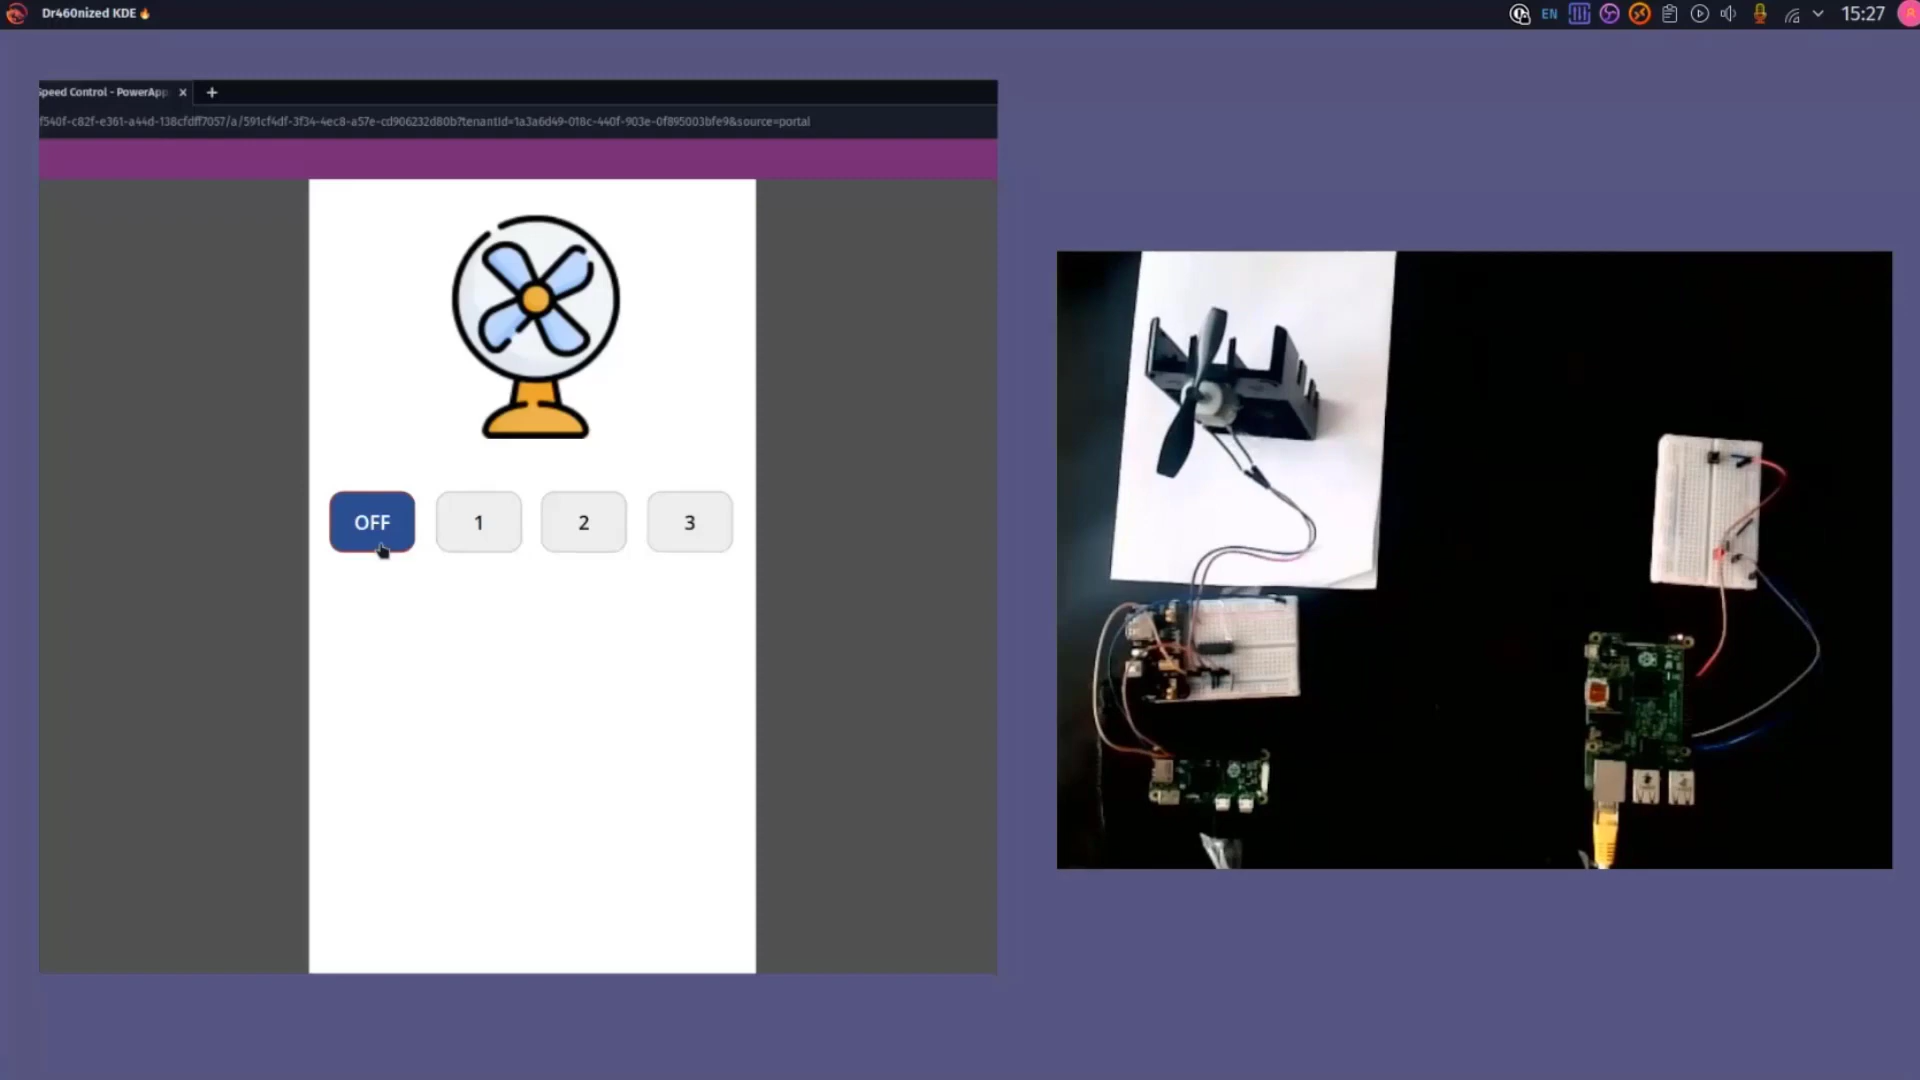 Dr460nized KDE🔥
EN
15:27
Speed Control - PowerApp
f540f-c82f-e361-a44d-138cfdff7057/a/591cf4df-3f34-4ec8-a57e-cd906232d80b?tenantId=1a3a6d49-018c-440f-903e-0f895003bfe9&source=portal
OFF
1
2
3